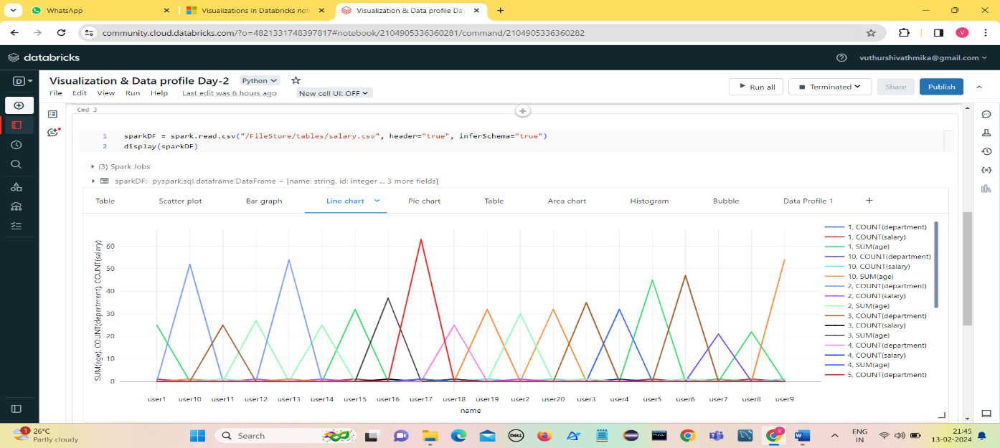 WhatsApp
Visualizations in Databricks not
Visualization & Data profile Day
community.cloud.databricks.com/?o=4821331748397817#notebook/2104905336360281/command/2104905336360282
V
databricks
vuthurshivathmika@gmail.com
D
Visualization & Data profile Day-2 Python
File Edit View Run Help Last edit was 6 hours ago New cell UI: OFF
Run all Terminated Share Publish
Cmd 3
1 sparkDF = spark.read.csv("/FileStore/tables/salary.csv", header="true", inferSchema="true")
2 display(sparkDF)
(3) Spark Jobs
sparkDF: pyspark.sql.dataframe.DataFrame = [name: string, id: integer ... 3 more fields]
Table Scatter plot Bar graph Line chart Pie chart Table Area chart Histogram Bubble Data Profile 1 +
SUM(age), COUNT(department), COUNT(salary)
60
50
40
30
20
10
0
user1 user10 user11 user12 user13 user14 user15 user16 user17 user18 user19 user2 user20 user3 user4 user5 user6 user7 user8 user9
name
1, COUNT(department)
1, COUNT(salary)
1, SUM(age)
10, COUNT(department)
10, COUNT(salary)
10, SUM(age)
2, COUNT(department)
2, COUNT(salary)
2, SUM(age)
3, COUNT(department)
3, COUNT(salary)
3, SUM(age)
4, COUNT(department)
4, COUNT(salary)
4, SUM(age)
5, COUNT(department)
1
26°C
Partly cloudy
Search
DELL
ENG
IN
21:45
13-02-2024